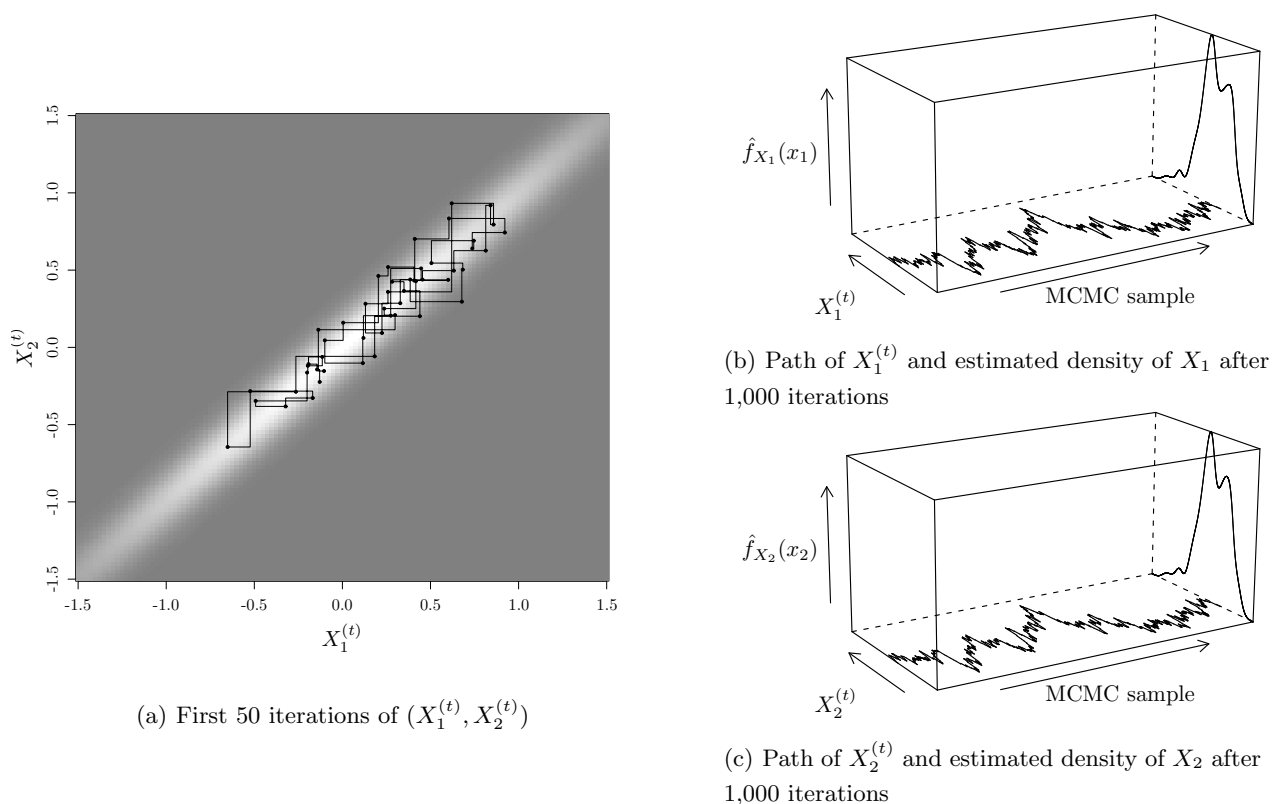 1.5
1.0
0.5
0.0
-0.5
-1.0
-1.5
X_2^{(t)}
-1.5 -1.0 -0.5 0.0 0.5 1.0 1.5
X_1^{(t)}
(a) First 50 iterations of (X_1^{(t)}, X_2^{(t)})
\hat{f}_{X_1}(x_1)
X_1^{(t)}
MCMC sample
(b) Path of X_1^{(t)} and estimated density of X_1 after
1,000 iterations
\hat{f}_{X_2}(x_2)
X_2^{(t)}
MCMC sample
(c) Path of X_2^{(t)} and estimated density of X_2 after
1,000 iterations